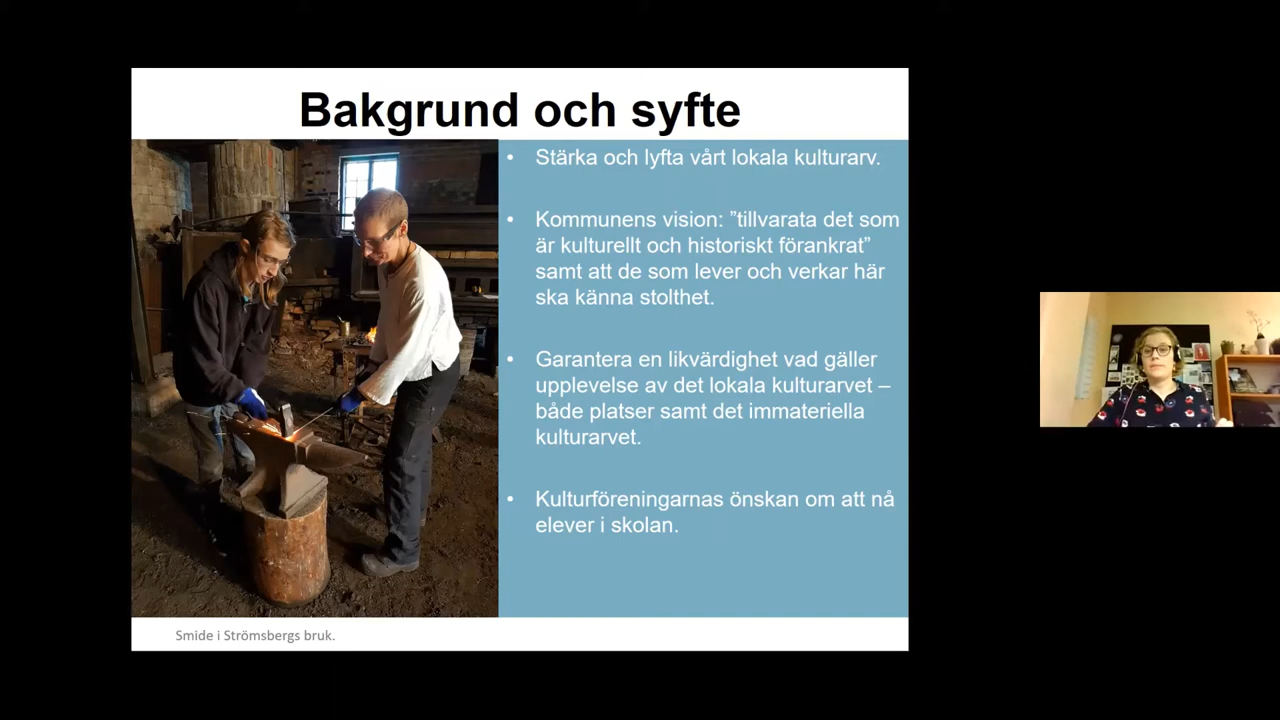 Bakgrund och syfte
• Stärka och lyfta vårt lokala kulturarv.
• Kommunens vision: ”tillvarata det som
är kulturellt och historiskt förankrat”
samt att de som lever och verkar här
ska känna stolthet.
• Garantera en likvärdighet vad gäller
upplevelse av det lokala kulturarvet –
både platser samt det immateriella
kulturarvet.
• Kulturföreningarnas önskan om att nå
elever i skolan.
Smide i Strömsbergs bruk.